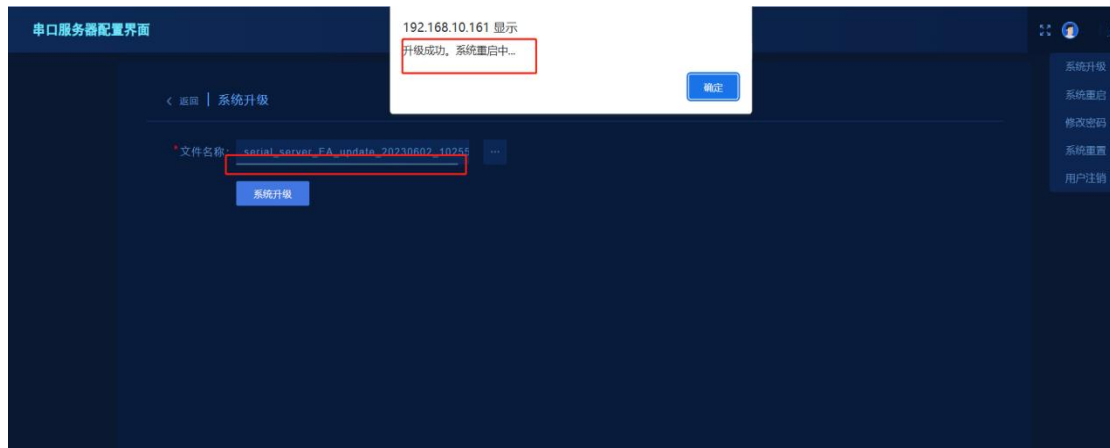 串口服务器配置界面
192.168.10.161 显示
升级成功。系统重启中...
确定
系统升级
系统重启
修改密码
系统重置
用户注销
< 返回 | 系统升级
*文件名称: serial_server_EA_update_20230602_10255 ...
系统升级